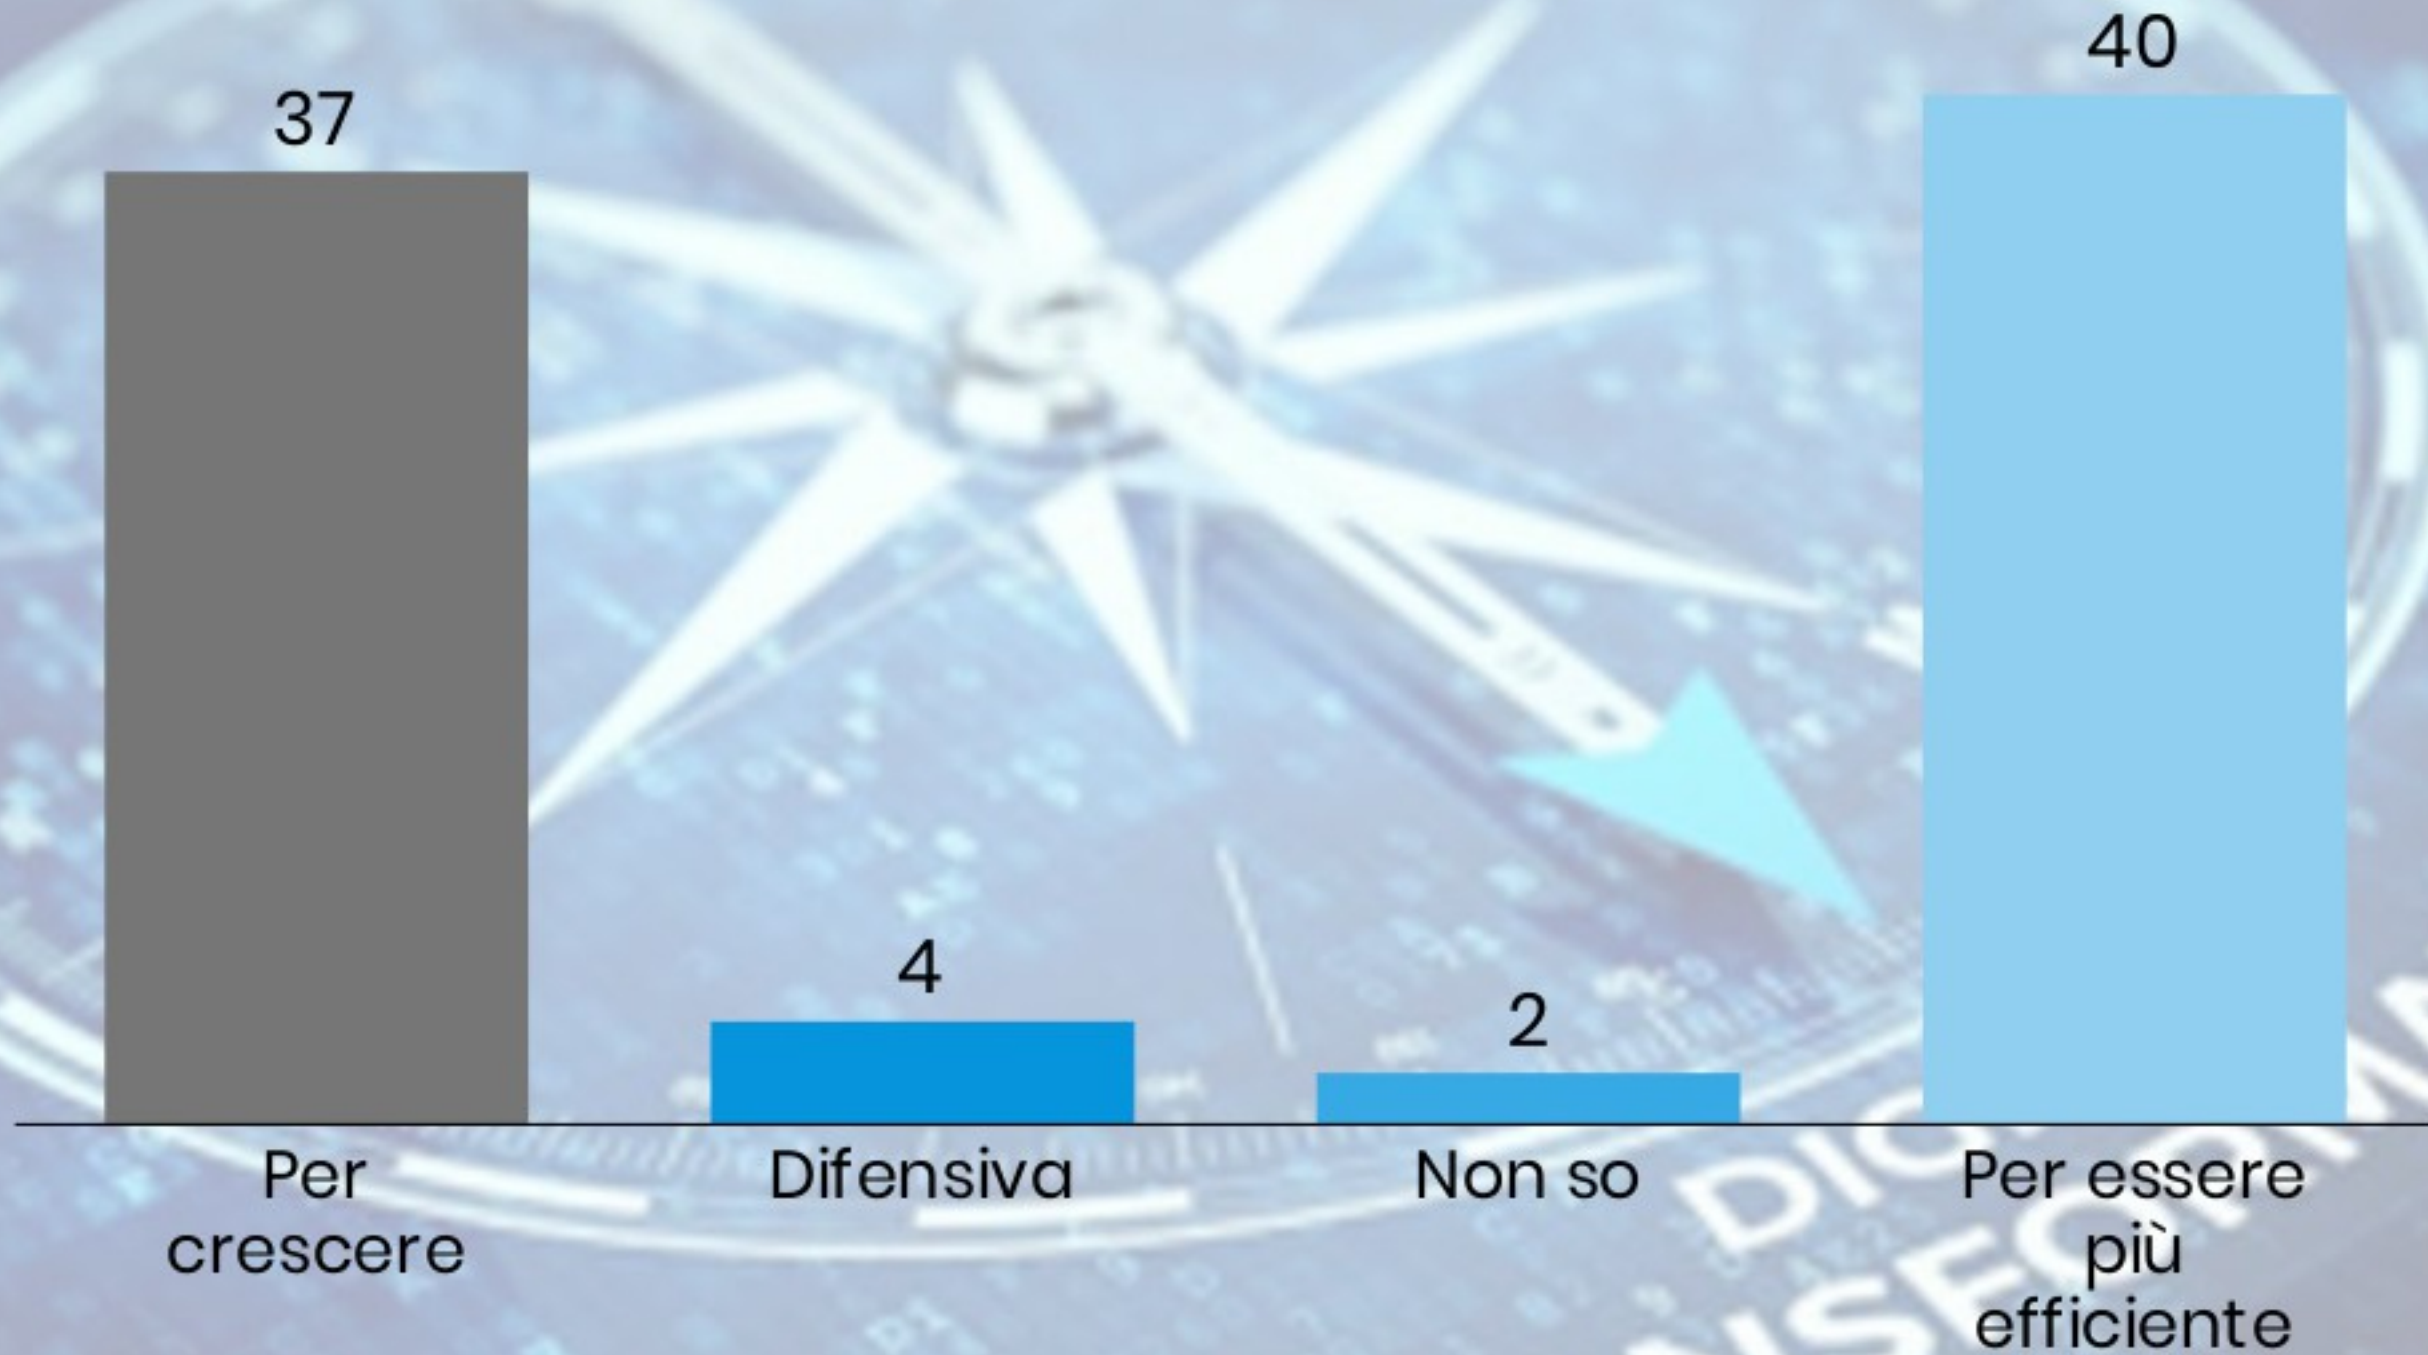 40
37
4
2
Per
crescere
Difensiva
Non so
Per essere
più
efficiente